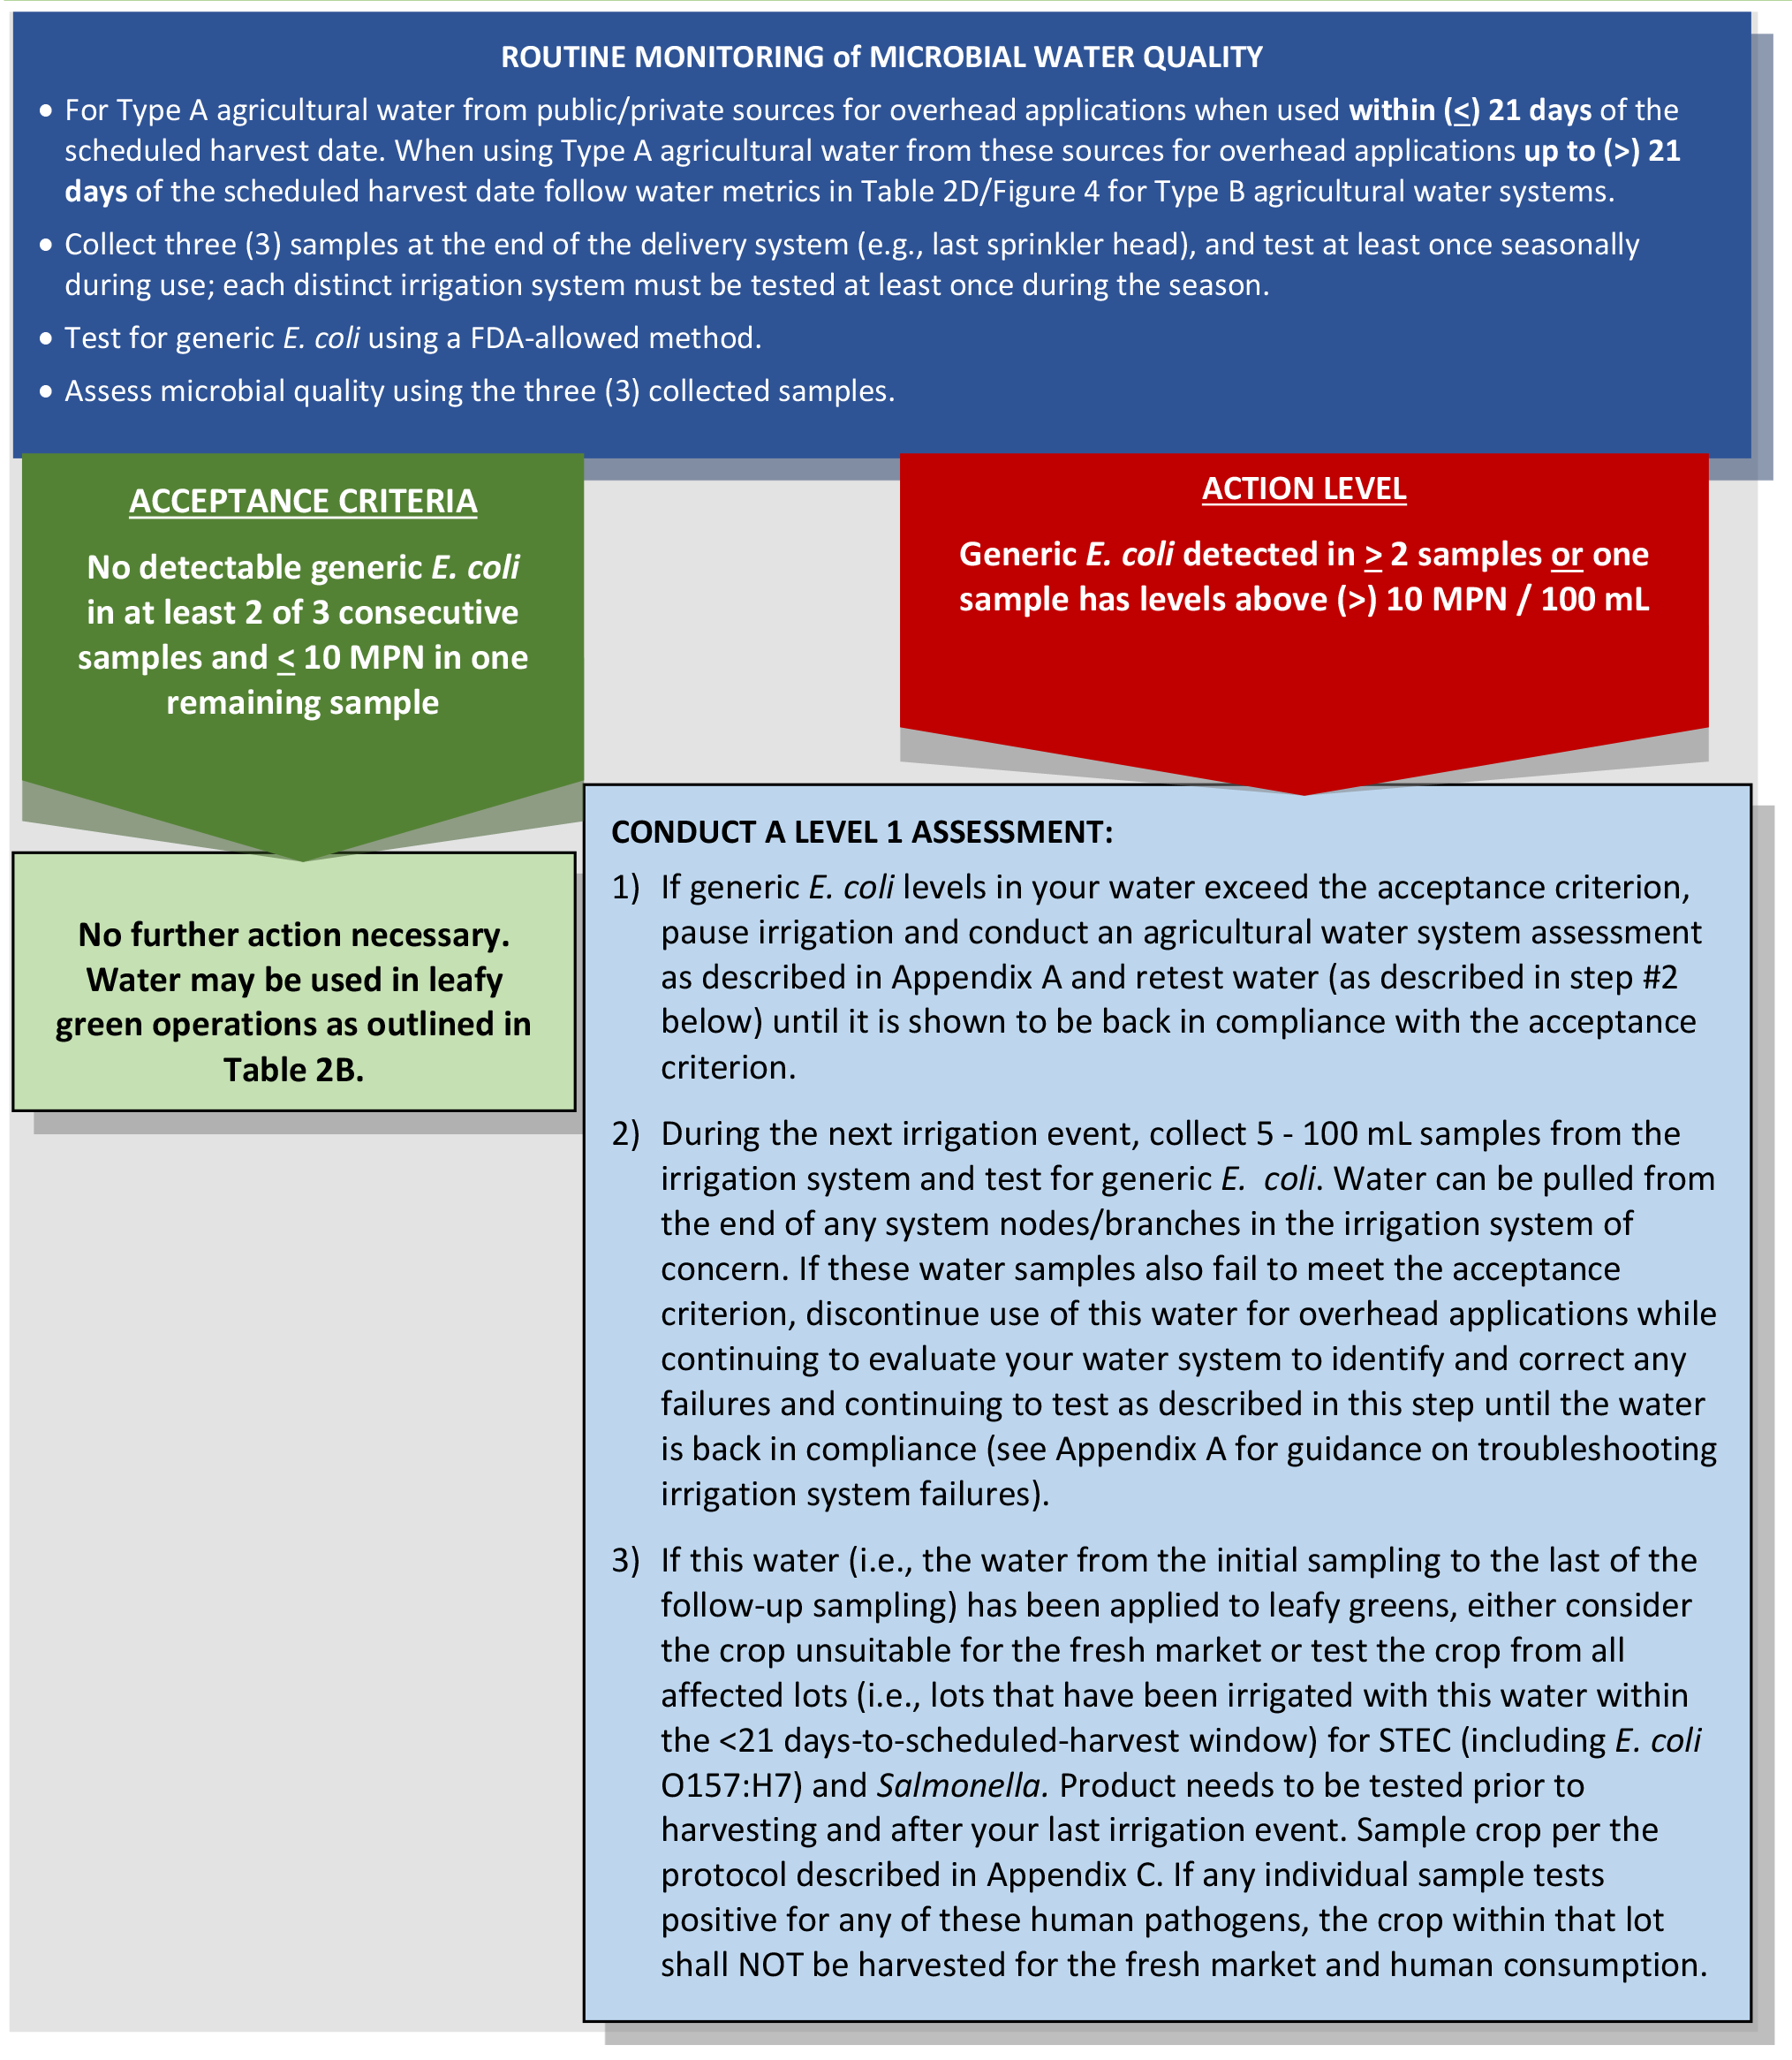 ROUTINE MONITORING of MICROBIAL WATER QUALITY
• For Type A agricultural water from public/private sources for overhead applications when used within (≤) 21 days of the
scheduled harvest date. When using Type A agricultural water from these sources for overhead applications up to (>) 21
days of the scheduled harvest date follow water metrics in Table 2D/Figure 4 for Type B agricultural water systems.
• Collect three (3) samples at the end of the delivery system (e.g., last sprinkler head), and test at least once seasonally
during use; each distinct irrigation system must be tested at least once during the season.
• Test for generic E. coli using a FDA-allowed method.
• Assess microbial quality using the three (3) collected samples.
ACCEPTANCE CRITERIA
No detectable generic E. coli
in at least 2 of 3 consecutive
samples and ≤ 10 MPN in one
remaining sample
No further action necessary.
Water may be used in leafy
green operations as outlined in
Table 2B.
ACTION LEVEL
Generic E. coli detected in ≥ 2 samples or one
sample has levels above (>) 10 MPN / 100 mL
CONDUCT A LEVEL 1 ASSESSMENT:
1) If generic E. coli levels in your water exceed the acceptance criterion,
pause irrigation and conduct an agricultural water system assessment
as described in Appendix A and retest water (as described in step #2
below) until it is shown to be back in compliance with the acceptance
criterion.
2) During the next irrigation event, collect 5 - 100 mL samples from the
irrigation system and test for generic E. coli. Water can be pulled from
the end of any system nodes/branches in the irrigation system of
concern. If these water samples also fail to meet the acceptance
criterion, discontinue use of this water for overhead applications while
continuing to evaluate your water system to identify and correct any
failures and continuing to test as described in this step until the water
is back in compliance (see Appendix A for guidance on troubleshooting
irrigation system failures).
3) If this water (i.e., the water from the initial sampling to the last of the
follow-up sampling) has been applied to leafy greens, either consider
the crop unsuitable for the fresh market or test the crop from all
affected lots (i.e., lots that have been irrigated with this water within
the <21 days-to-scheduled-harvest window) for STEC (including E. coli
O157:H7) and Salmonella. Product needs to be tested prior to
harvesting and after your last irrigation event. Sample crop per the
protocol described in Appendix C. If any individual sample tests
positive for any of these human pathogens, the crop within that lot
shall NOT be harvested for the fresh market and human consumption.